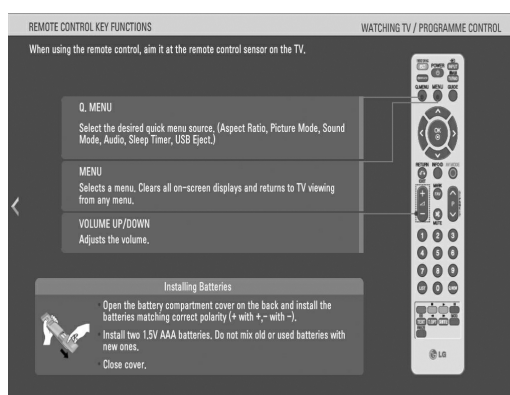 REMOTE CONTROL KEY FUNCTIONS
WATCHING TV / PROGRAMME CONTROL
When using the remote control, aim it at the remote control sensor on the TV.
Q. MENU
Select the desired quick menu source. (Aspect Ratio, Picture Mode, Sound
Mode, Audio, Sleep Timer, USB Eject.)
MENU
Selects a menu. Clears all on-screen displays and returns to TV viewing
from any menu.
VOLUME UP/DOWN
Adjusts the volume.
Installing Batteries
Open the battery compartment cover on the back and install the
batteries matching correct polarity (+ with +,- with -).
Install two 1.5V AAA batteries. Do not mix old or used batteries with
new ones.
Close cover.
POWER
Q.MENU MENU GUIDE
OK
RETURN INFO
+
P
-
MUTE
1 2 3
4 5 6
7 8 9
LIST 0 Q.VIEW
TEXT
LG